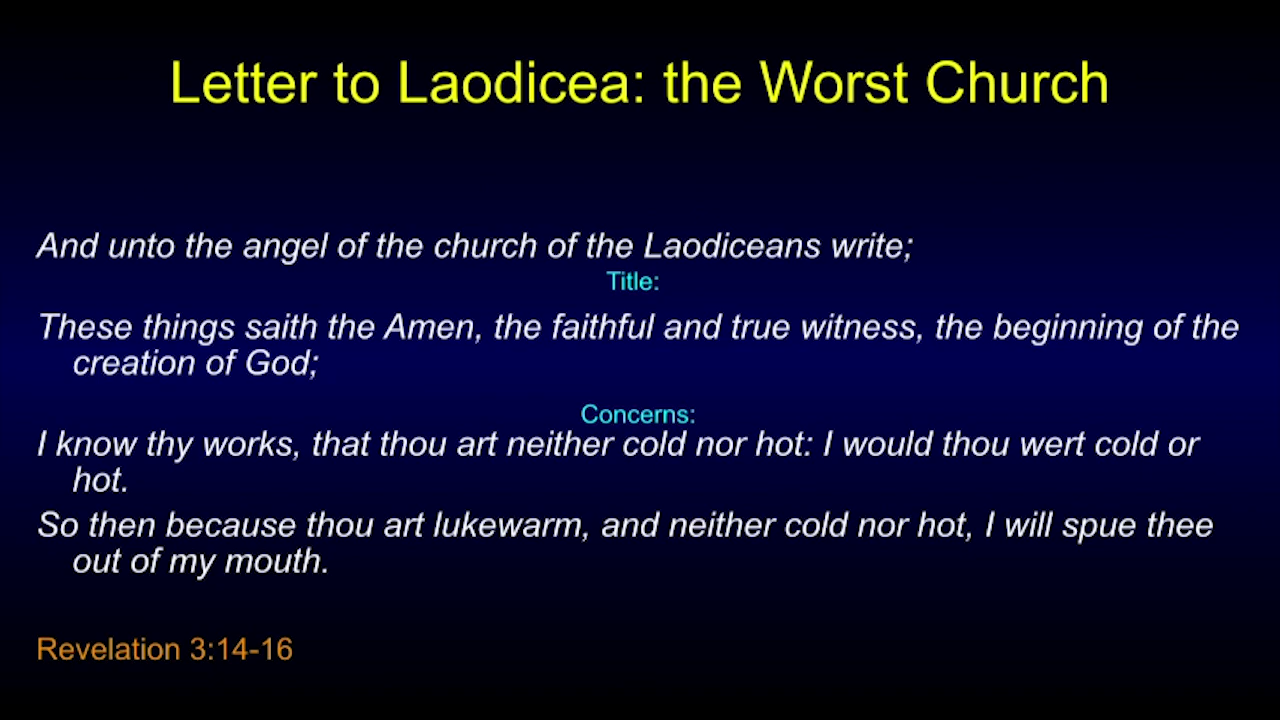 Letter to Laodicea: the Worst Church
And unto the angel of the church of the Laodiceans write;
Title:
These things saith the Amen, the faithful and true witness, the beginning of the
creation of God;
Concerns:
I know thy works, that thou art neither cold nor hot: I would thou wert cold or
hot.
So then because thou art lukewarm, and neither cold nor hot, I will spue thee
out of my mouth.
Revelation 3:14-16